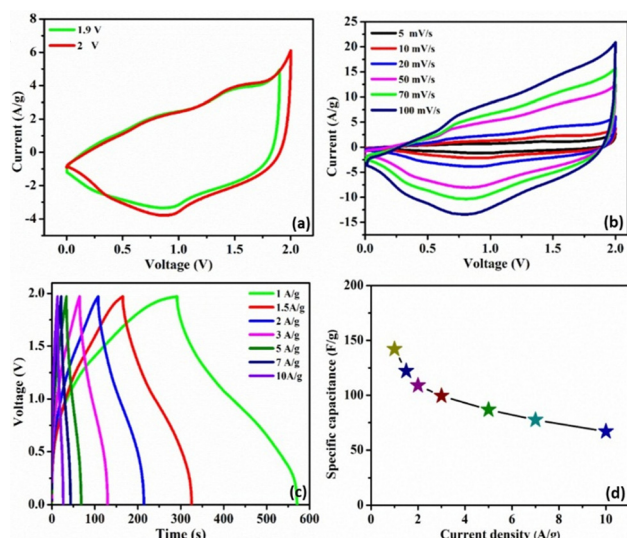 1.9 V
2 V
(a)
Current (A/g)
8
4
0
-4
0.0 0.5 1.0 1.5 2.0
Voltage (V)
5 mV/s
10 mV/s
20 mV/s
50 mV/s
70 mV/s
100 mV/s
(b)
Current (A/g)
25
20
15
10
5
0
-5
-10
-15
0.0 0.5 1.0 1.5 2.0
Voltage (V)
1 A/g
1.5A/g
2 A/g
3 A/g
5 A/g
7 A/g
10A/g
(c)
Voltage (V)
2.0
1.5
1.0
0.5
0.0
0 100 200 300 400 500 600
Time (s)
(d)
Specific capacitance (F/g)
200
150
100
50
0
0 2 4 6 8 10
Current density (A/g)